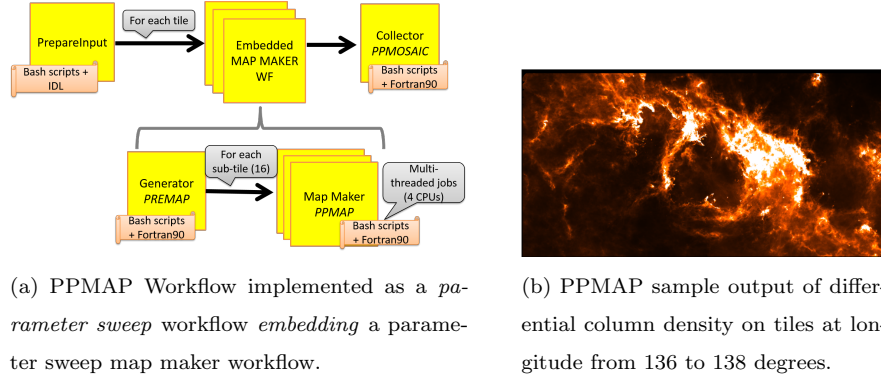 For each tile
PrepareInput
Bash scripts +
IDL
Embedded
MAP MAKER
WF
Collector
PPMOSAIC
Bash scripts
+ Fortran90
Generator
PREMAP
Bash scripts
+ Fortran90
For each
sub-tile (16)
Map Maker
PPMAP
Bash scripts
+ Fortran90
Multi-
threaded jobs
(4 CPUs)
(a) PPMAP Workflow implemented as a pa-
rameter sweep workflow embedding a parame-
ter sweep map maker workflow.
(b) PPMAP sample output of differ-
ential column density on tiles at lon-
gitude from 136 to 138 degrees.